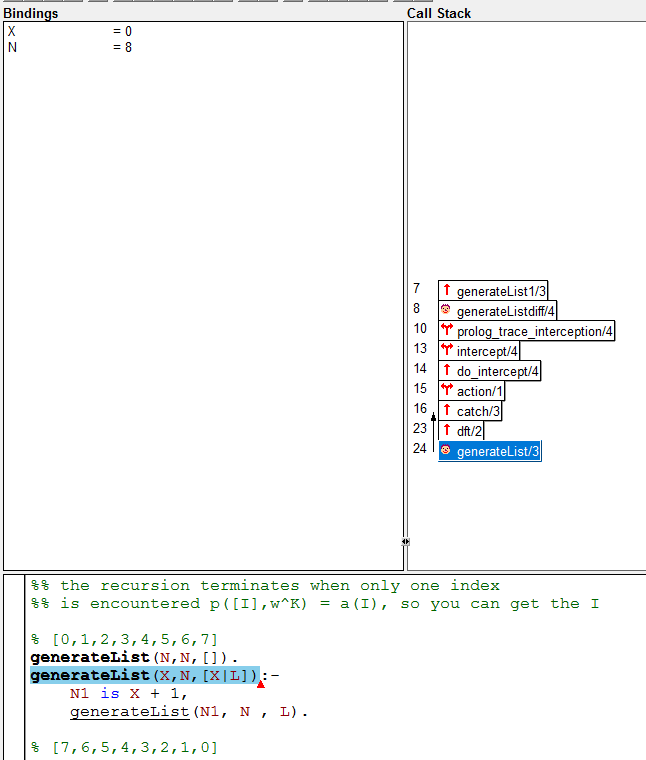 Bindings
Call Stack
X = 0
N = 8
7 generateList1/3
8 generateListdiff/4
10 prolog_trace_interception/4
13 intercept/4
14 do_intercept/4
15 action/1
16 catch/3
23 dft/2
24 generateList/3
%% the recursion terminates when only one index
%% is encountered p([I],w^K) = a(I), so you can get the I
% [0,1,2,3,4,5,6,7]
generateList(N,N,[]).
generateList(X,N,[X|L]):-
N1 is X + 1,
generateList(N1, N , L).
% [7,6,5,4,3,2,1,0]